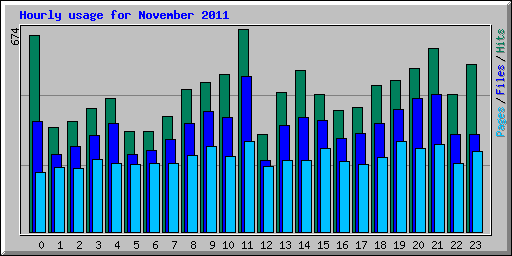 Hourly usage for November 2011
674
Pages / Files / Hits
0 1 2 3 4 5 6 7 8 9 10 11 12 13 14 15 16 17 18 19 20 21 22 23